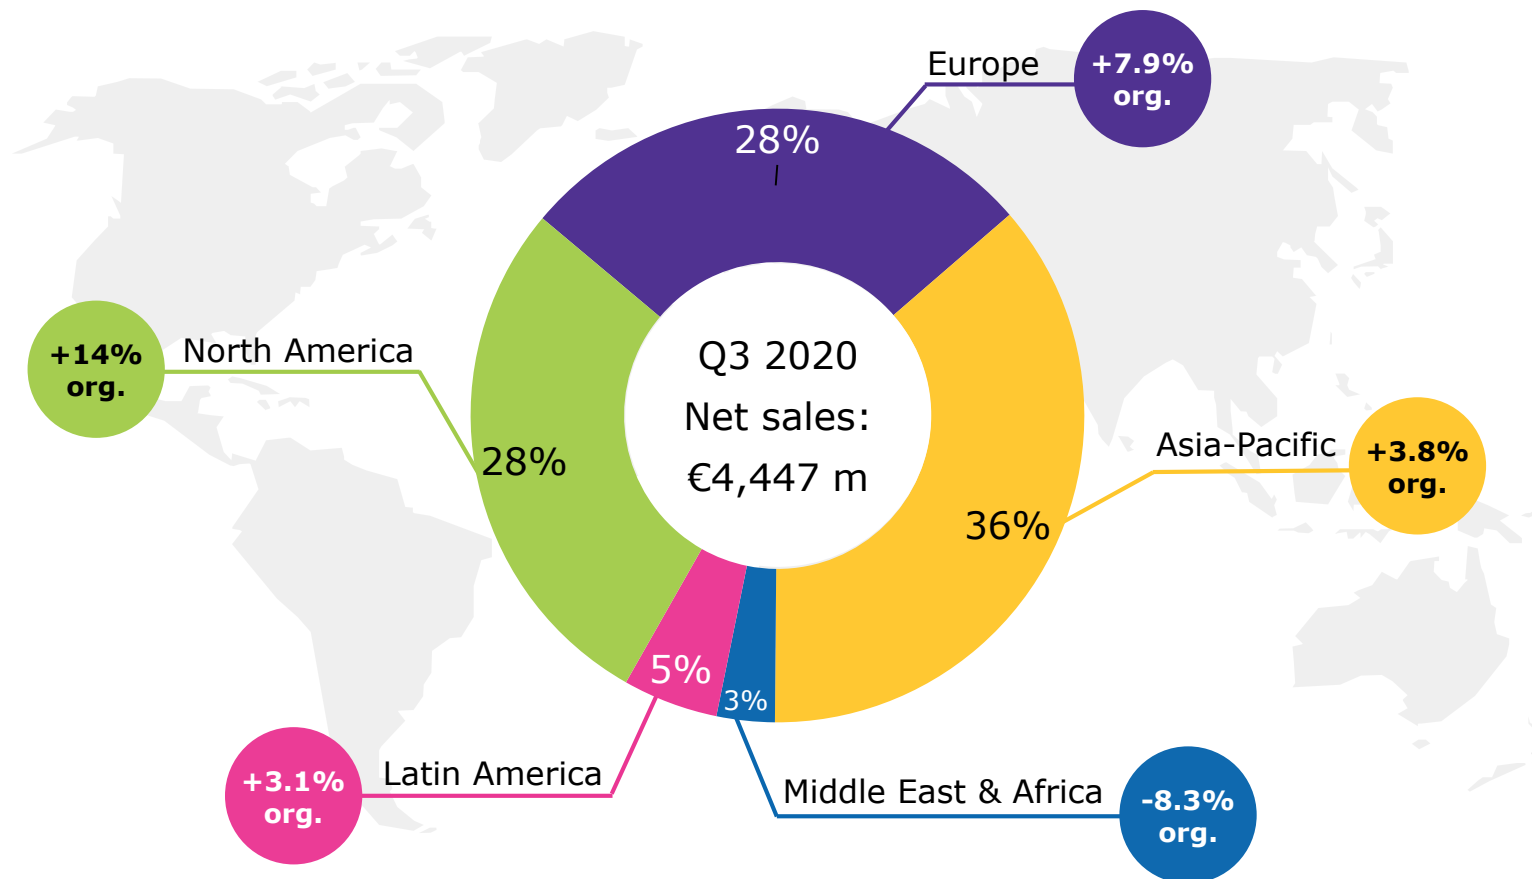 Europe
+7.9%
org.
28%
+14%
org.
North America
Q3 2020
Net sales:
€4,447 m
28%
Asia-Pacific
+3.8%
org.
36%
5%
3%
+3.1%
org.
Latin America
Middle East & Africa
-8.3%
org.